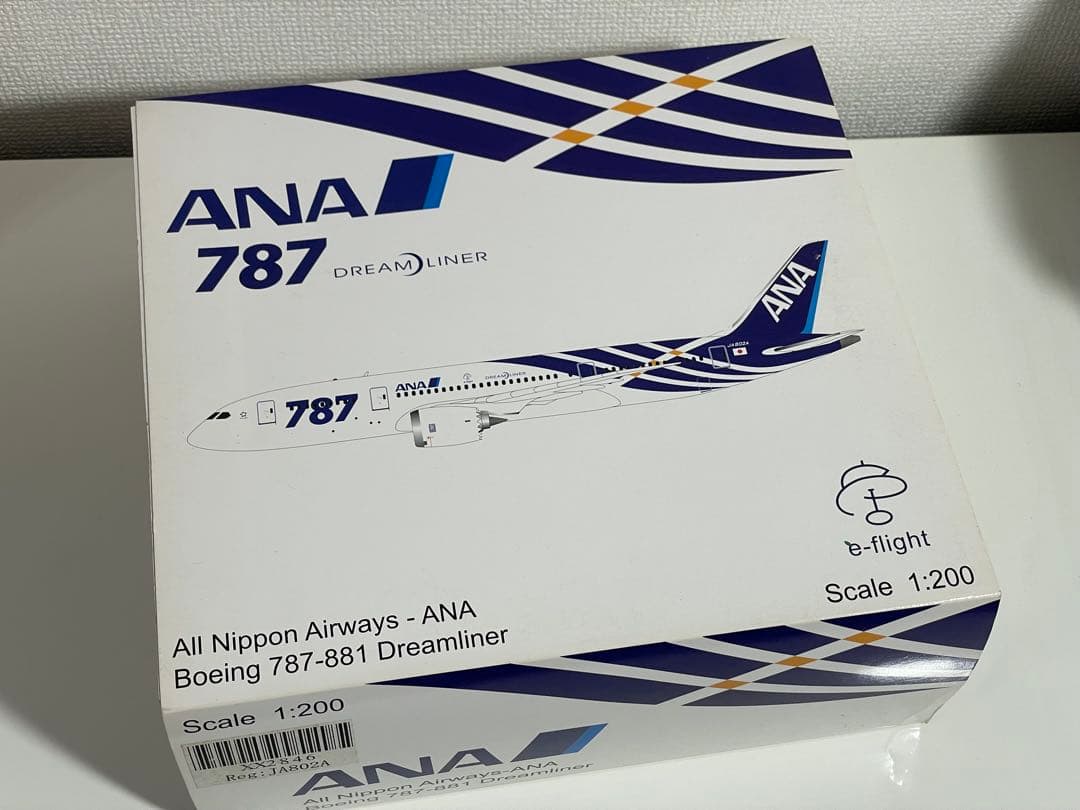 ANA
787 DREAMLINER
ANA
JA802A
ANA DREAMLINER
787
e-flight
Scale 1:200
All Nippon Airways - ANA
Boeing 787-881 Dreamliner
Scale 1:200
XX2846
Reg:JA802A
ANA
All Nippon Airways-ANA
Boeing 787-881 Dreamliner